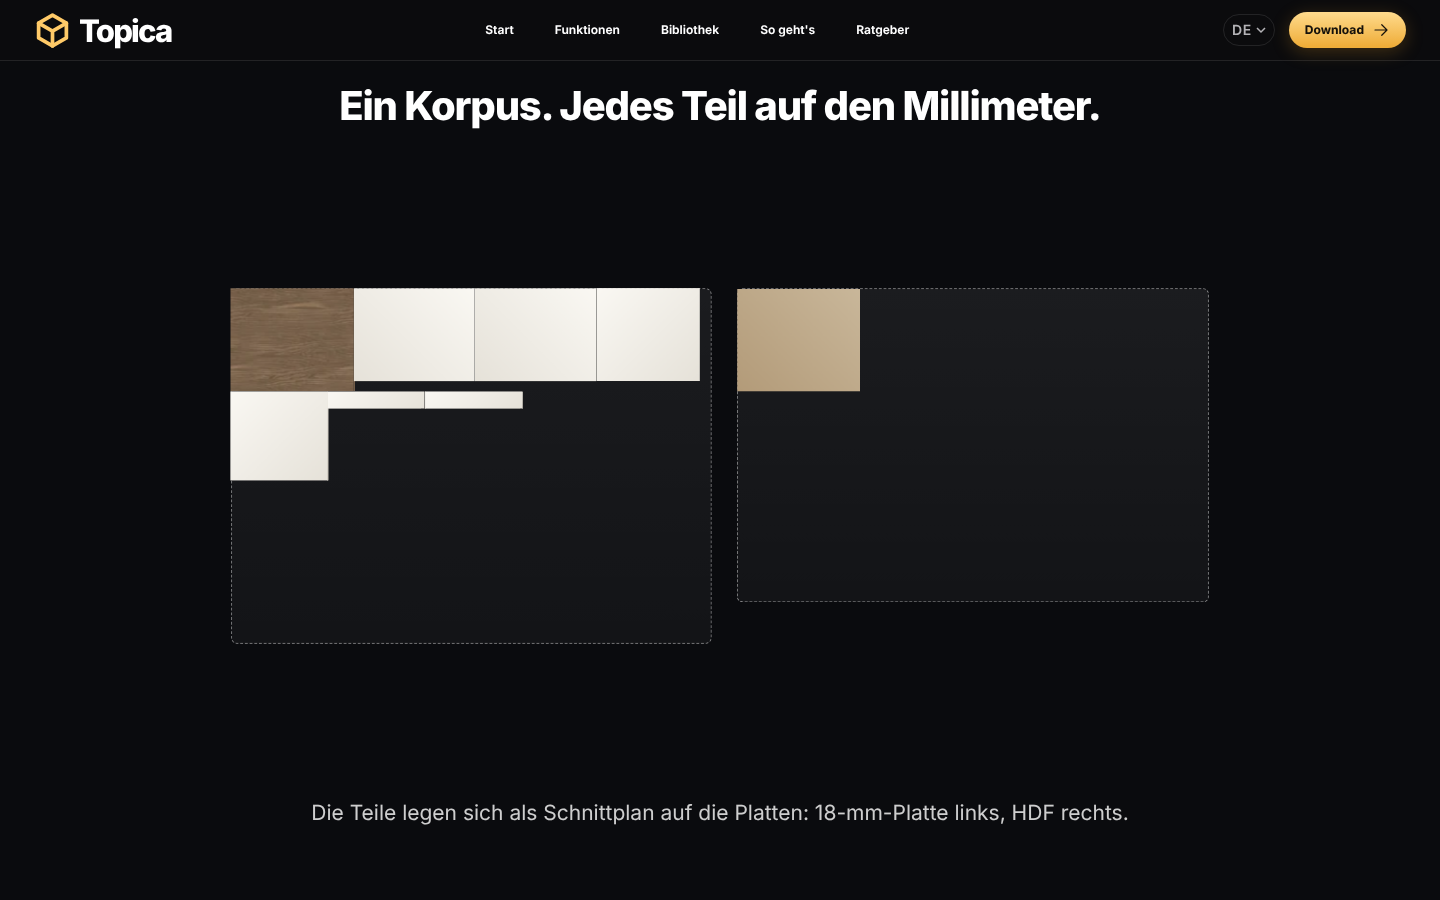 Topica
Start
Funktionen
Bibliothek
So geht's
Ratgeber
DE
Download
Ein Korpus. Jedes Teil auf den Millimeter.
Die Teile legen sich als Schnittplan auf die Platten: 18-mm-Platte links, HDF rechts.